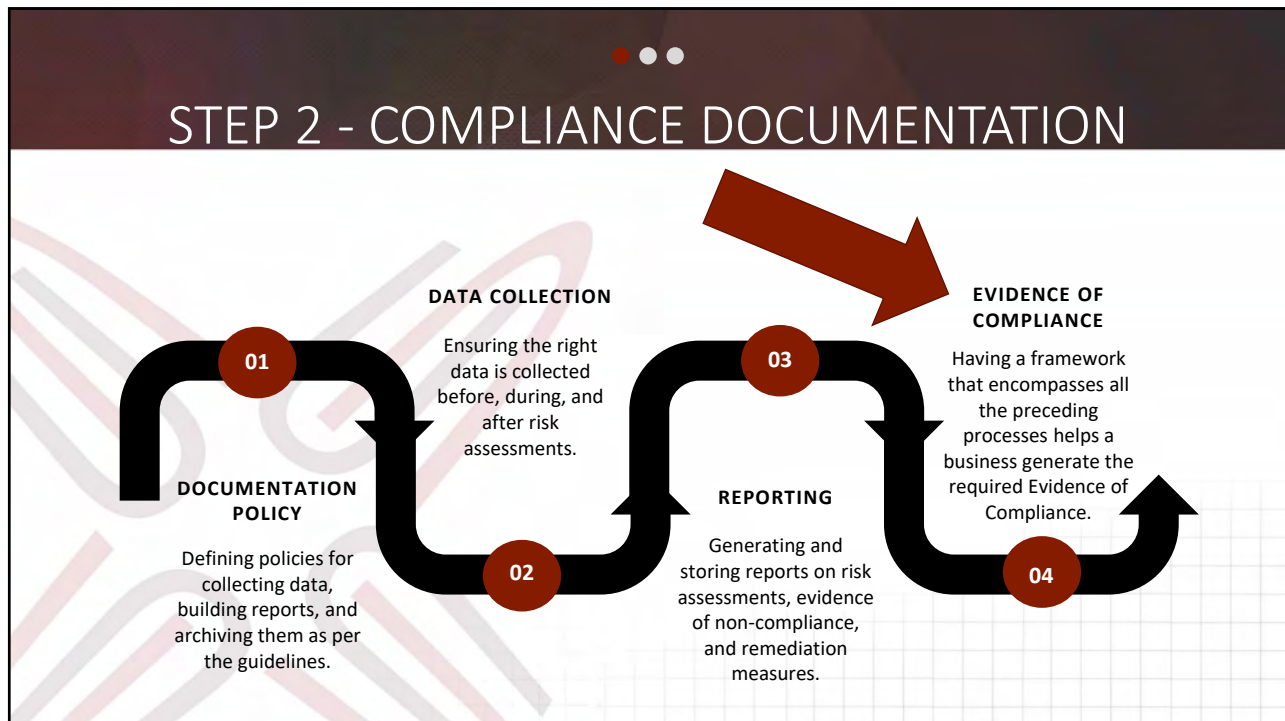 STEP 2 - COMPLIANCE DOCUMENTATION
01
DOCUMENTATION
POLICY
Defining policies for
collecting data,
building reports, and
archiving them as per
the guidelines.
DATA COLLECTION
Ensuring the right
data is collected
before, during, and
after risk
assessments.
02
03
REPORTING
Generating and
storing reports on risk
assessments, evidence
of non-compliance,
and remediation
measures.
EVIDENCE OF
COMPLIANCE
Having a framework
that encompasses all
the preceding
processes helps a
business generate the
required Evidence of
Compliance.
04